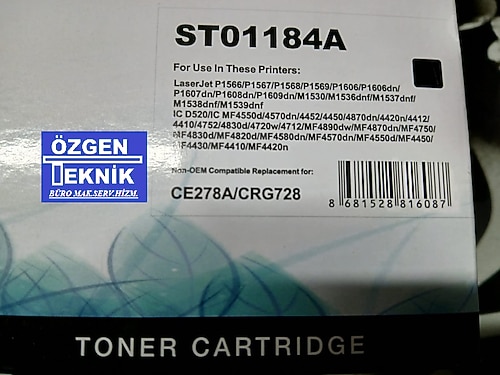 ST01184A
For Use In These Printers:
LaserJet P1566/P1567/P1568/P1569/P1606/P1606dn/
P1607dn/P1608dn/P1609dn/M1530/M1536dnf/M1537dnf/
M1538dnf/M1539dnf
IC D520/IC MF4550d/4570dn/4452/4450/4870dn/4420n/4412/
4410/4752/4830d/4720w/4712/MF4890dw/MF4870dn/MF4750/
MF4830d/MF4820d/MF4580dn/MF4570dn/MF4550d/MF4450/
MF4430/MF4410/MF4420n
Non-OEM Compatible Replacement for:
CE278A/CRG728
8 681528 816087
ÖZGEN
TEKNİK
BÜRO MAK.SERV.HİZM.
TONER CARTRIDGE